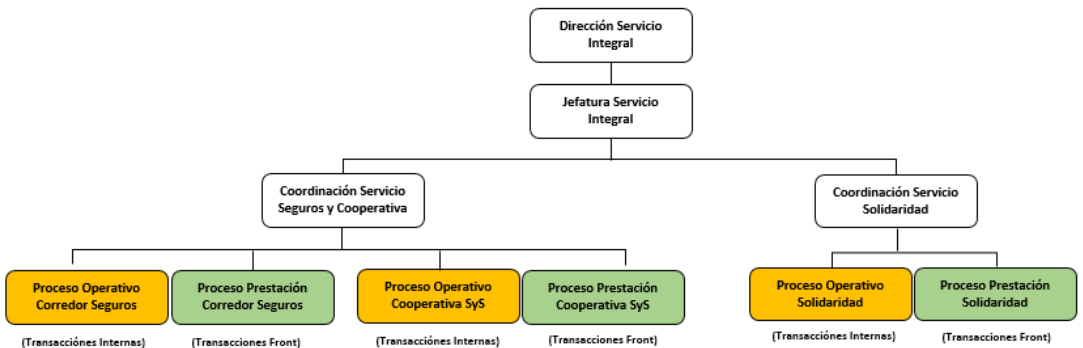 Dirección Servicio
Integral
Jefatura Servicio
Integral
Coordinación Servicio
Seguros y Cooperativa
Coordinación Servicio
Solidaridad
Proceso Operativo
Corredor Seguros
(Transacciónes Internas)
Proceso Prestación
Corredor Seguros
(Transacciones Front)
Proceso Operativo
Cooperativa SyS
(Transacciónes Internas)
Proceso Prestación
Cooperativa SyS
(Transacciones Front)
Proceso Operativo
Solidaridad
(Transacciónes Internas)
Proceso Prestación
Solidaridad
(Transacciones Front)